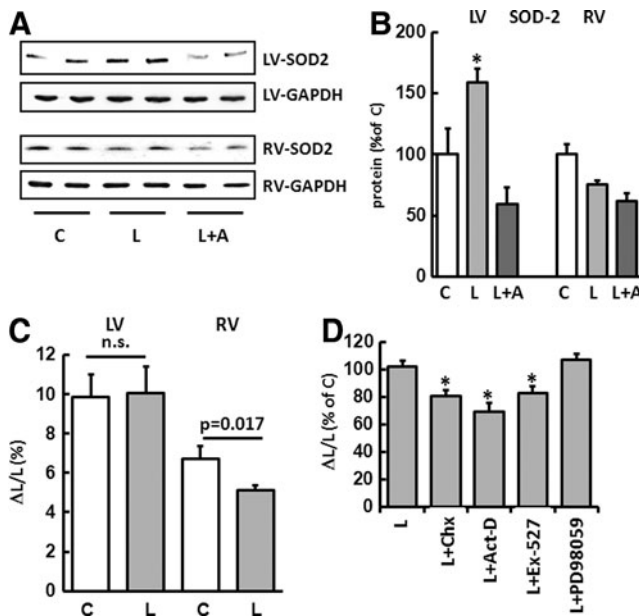 A
LV-SOD2
LV-GAPDH
RV-SOD2
RV-GAPDH
C L L+A
B
LV SOD-2 RV
protein (%of C)
200
150
100
50
0
*
C L L+A C L L+A
C
LV RV
n.s.
p=0.017
ΔL/L (%)
12
10
8
6
4
2
0
C L C L
D
ΔL/L (% of C)
120
100
80
60
40
20
0
* * *
L
L+Chx
L+Act-D
L+Ex-527
L+PD98059